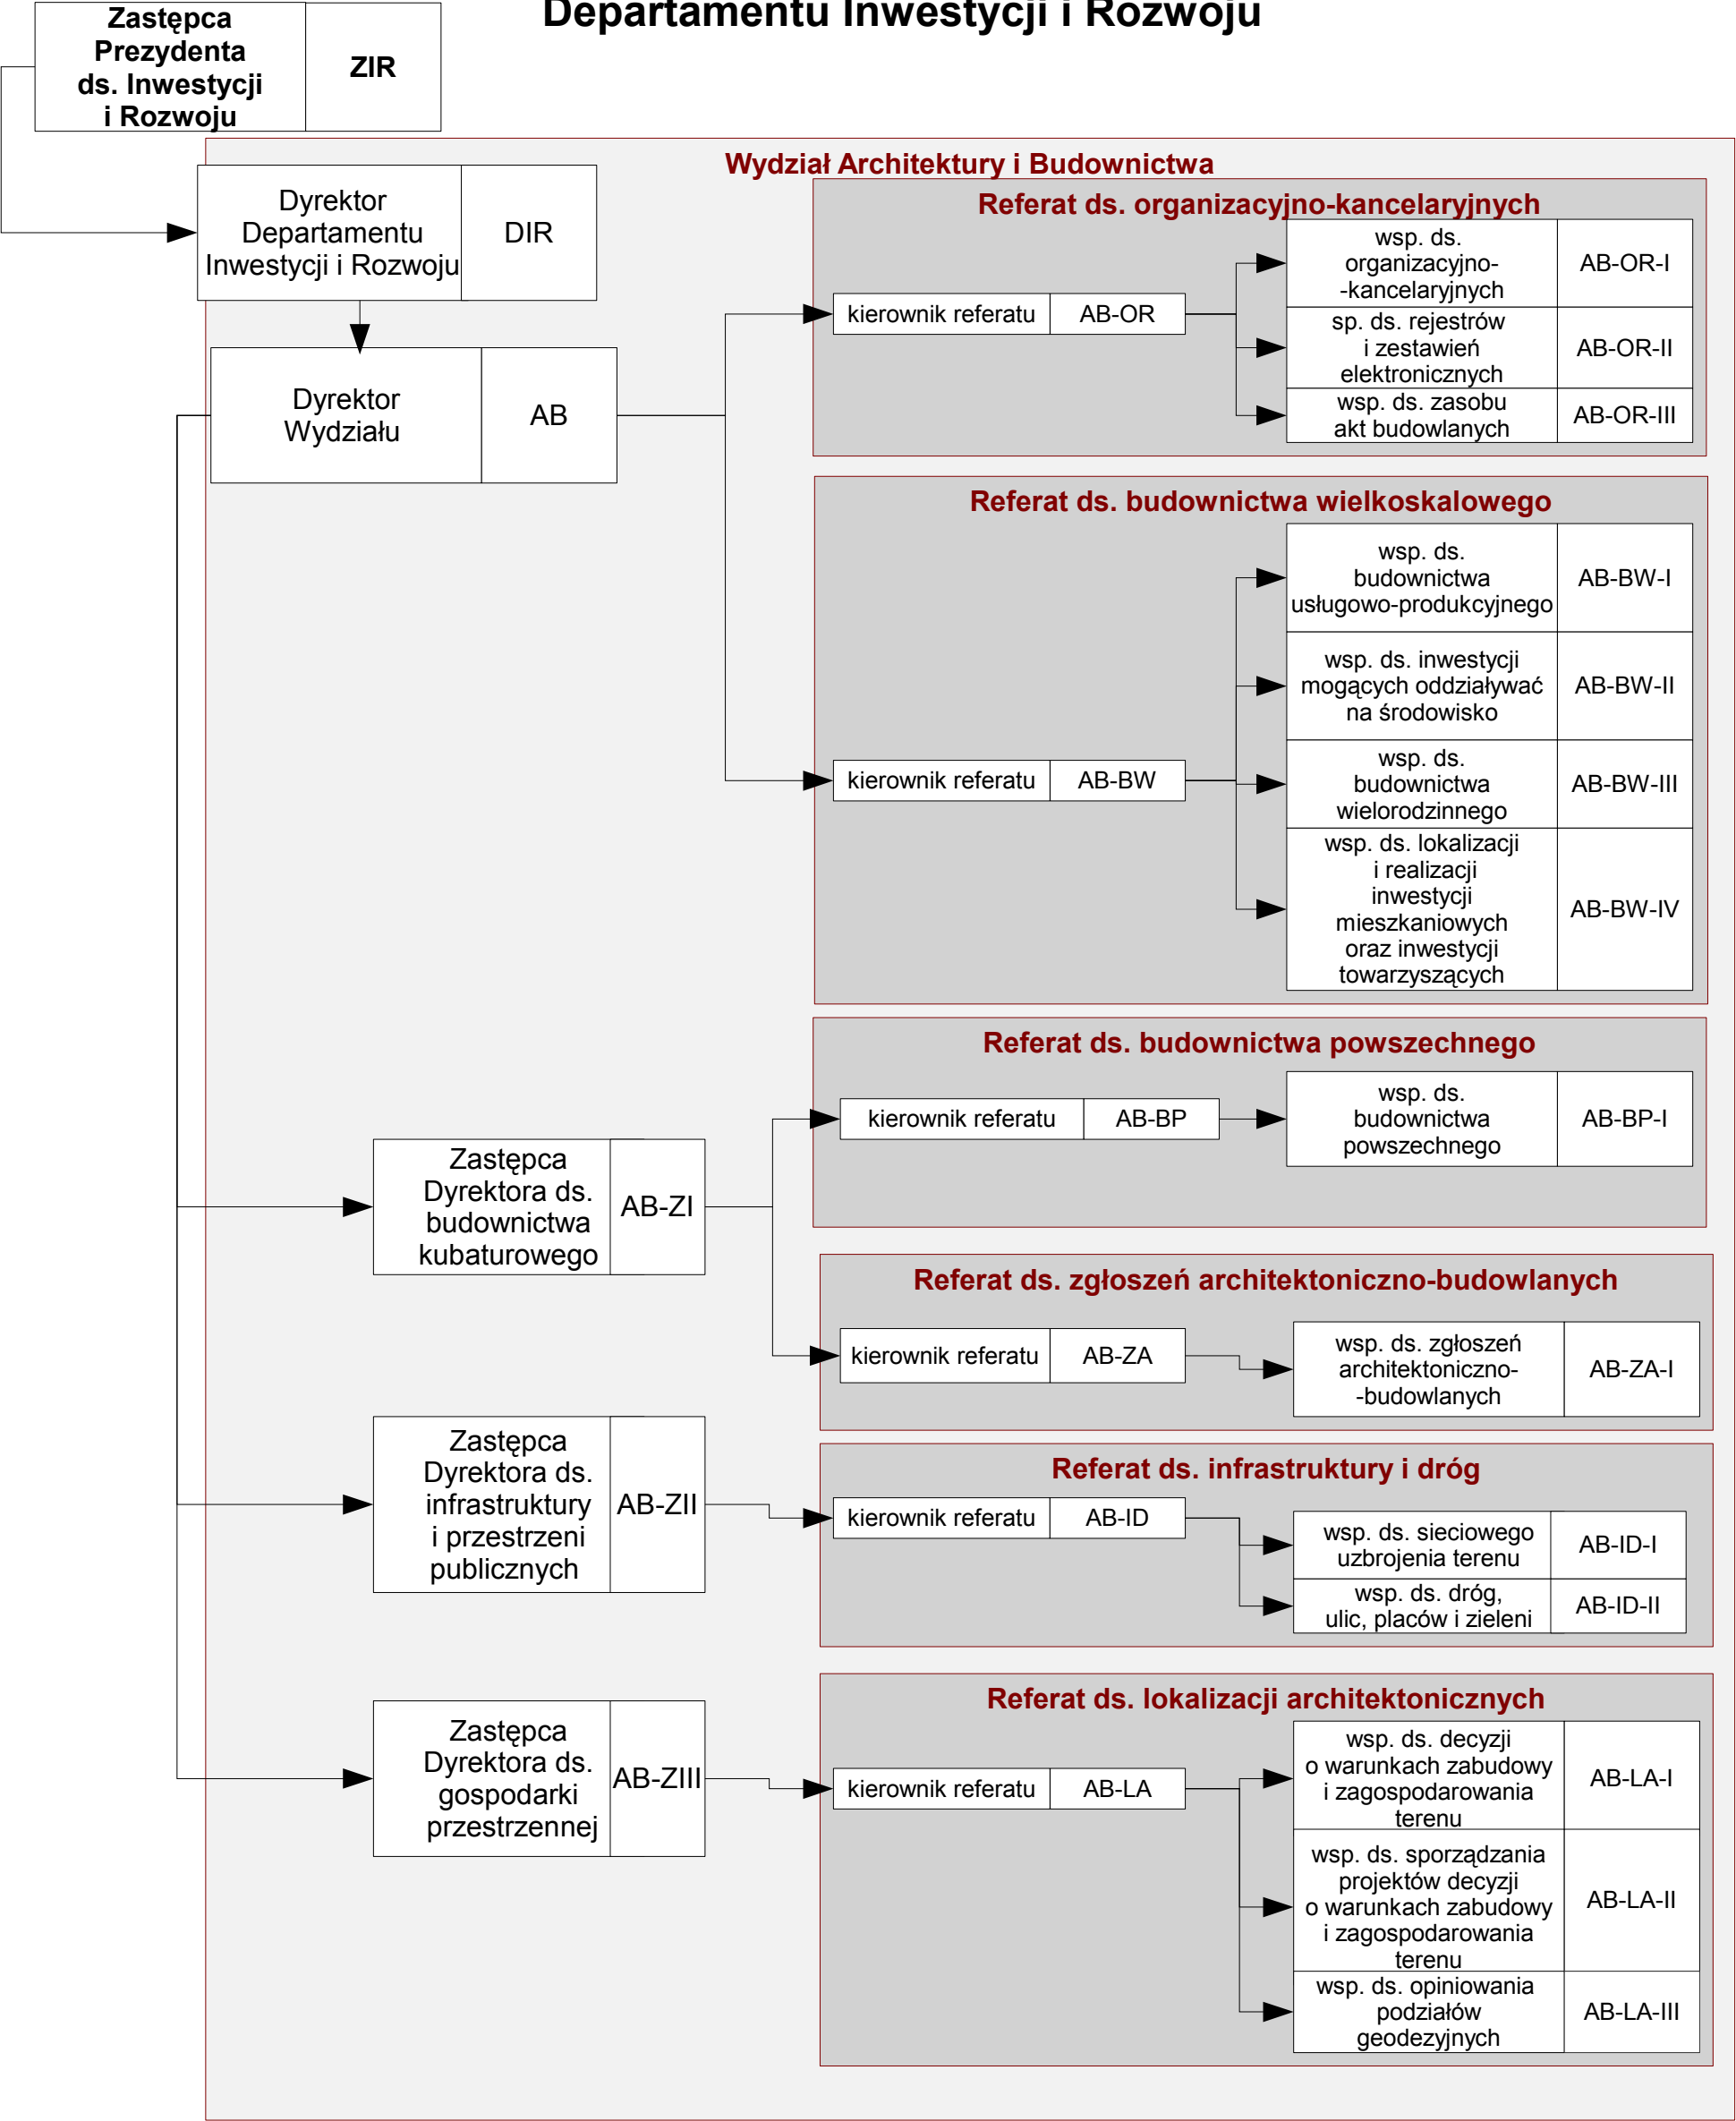 Departamentu Inwestycji i Rozwoju
Zastępca
Prezydenta
ds. Inwestycji
i Rozwoju
ZIR
Wydział Architektury i Budownictwa
Dyrektor
Departamentu
Inwestycji i Rozwoju
DIR
Dyrektor
Wydziału
AB
Referat ds. organizacyjno-kancelaryjnych
kierownik referatu
AB-OR
wsp. ds.
organizacyjno-
-kancelaryjnych
AB-OR-I
sp. ds. rejestrów
i zestawień
elektronicznych
AB-OR-II
wsp. ds. zasobu
akt budowlanych
AB-OR-III
Referat ds. budownictwa wielkoskalowego
kierownik referatu
AB-BW
wsp. ds.
budownictwa
usługowo-produkcyjnego
AB-BW-I
wsp. ds. inwestycji
mogących oddziaływać
na środowisko
AB-BW-II
wsp. ds.
budownictwa
wielorodzinnego
AB-BW-III
wsp. ds. lokalizacji
i realizacji
inwestycji
mieszkaniowych
oraz inwestycji
towarzyszących
AB-BW-IV
Zastępca
Dyrektora ds.
budownictwa
kubaturowego
AB-ZI
Referat ds. budownictwa powszechnego
kierownik referatu
AB-BP
wsp. ds.
budownictwa
powszechnego
AB-BP-I
Referat ds. zgłoszeń architektoniczno-budowlanych
kierownik referatu
AB-ZA
wsp. ds. zgłoszeń
architektoniczno-
-budowlanych
AB-ZA-I
Zastępca
Dyrektora ds.
infrastruktury
i przestrzeni
publicznych
AB-ZII
Referat ds. infrastruktury i dróg
kierownik referatu
AB-ID
wsp. ds. sieciowego
uzbrojenia terenu
AB-ID-I
wsp. ds. dróg,
ulic, placów i zieleni
AB-ID-II
Zastępca
Dyrektora ds.
gospodarki
przestrzennej
AB-ZIII
Referat ds. lokalizacji architektonicznych
kierownik referatu
AB-LA
wsp. ds. decyzji
o warunkach zabudowy
i zagospodarowania
terenu
AB-LA-I
wsp. ds. sporządzania
projektów decyzji
o warunkach zabudowy
i zagospodarowania
terenu
AB-LA-II
wsp. ds. opiniowania
podziałów
geodezyjnych
AB-LA-III